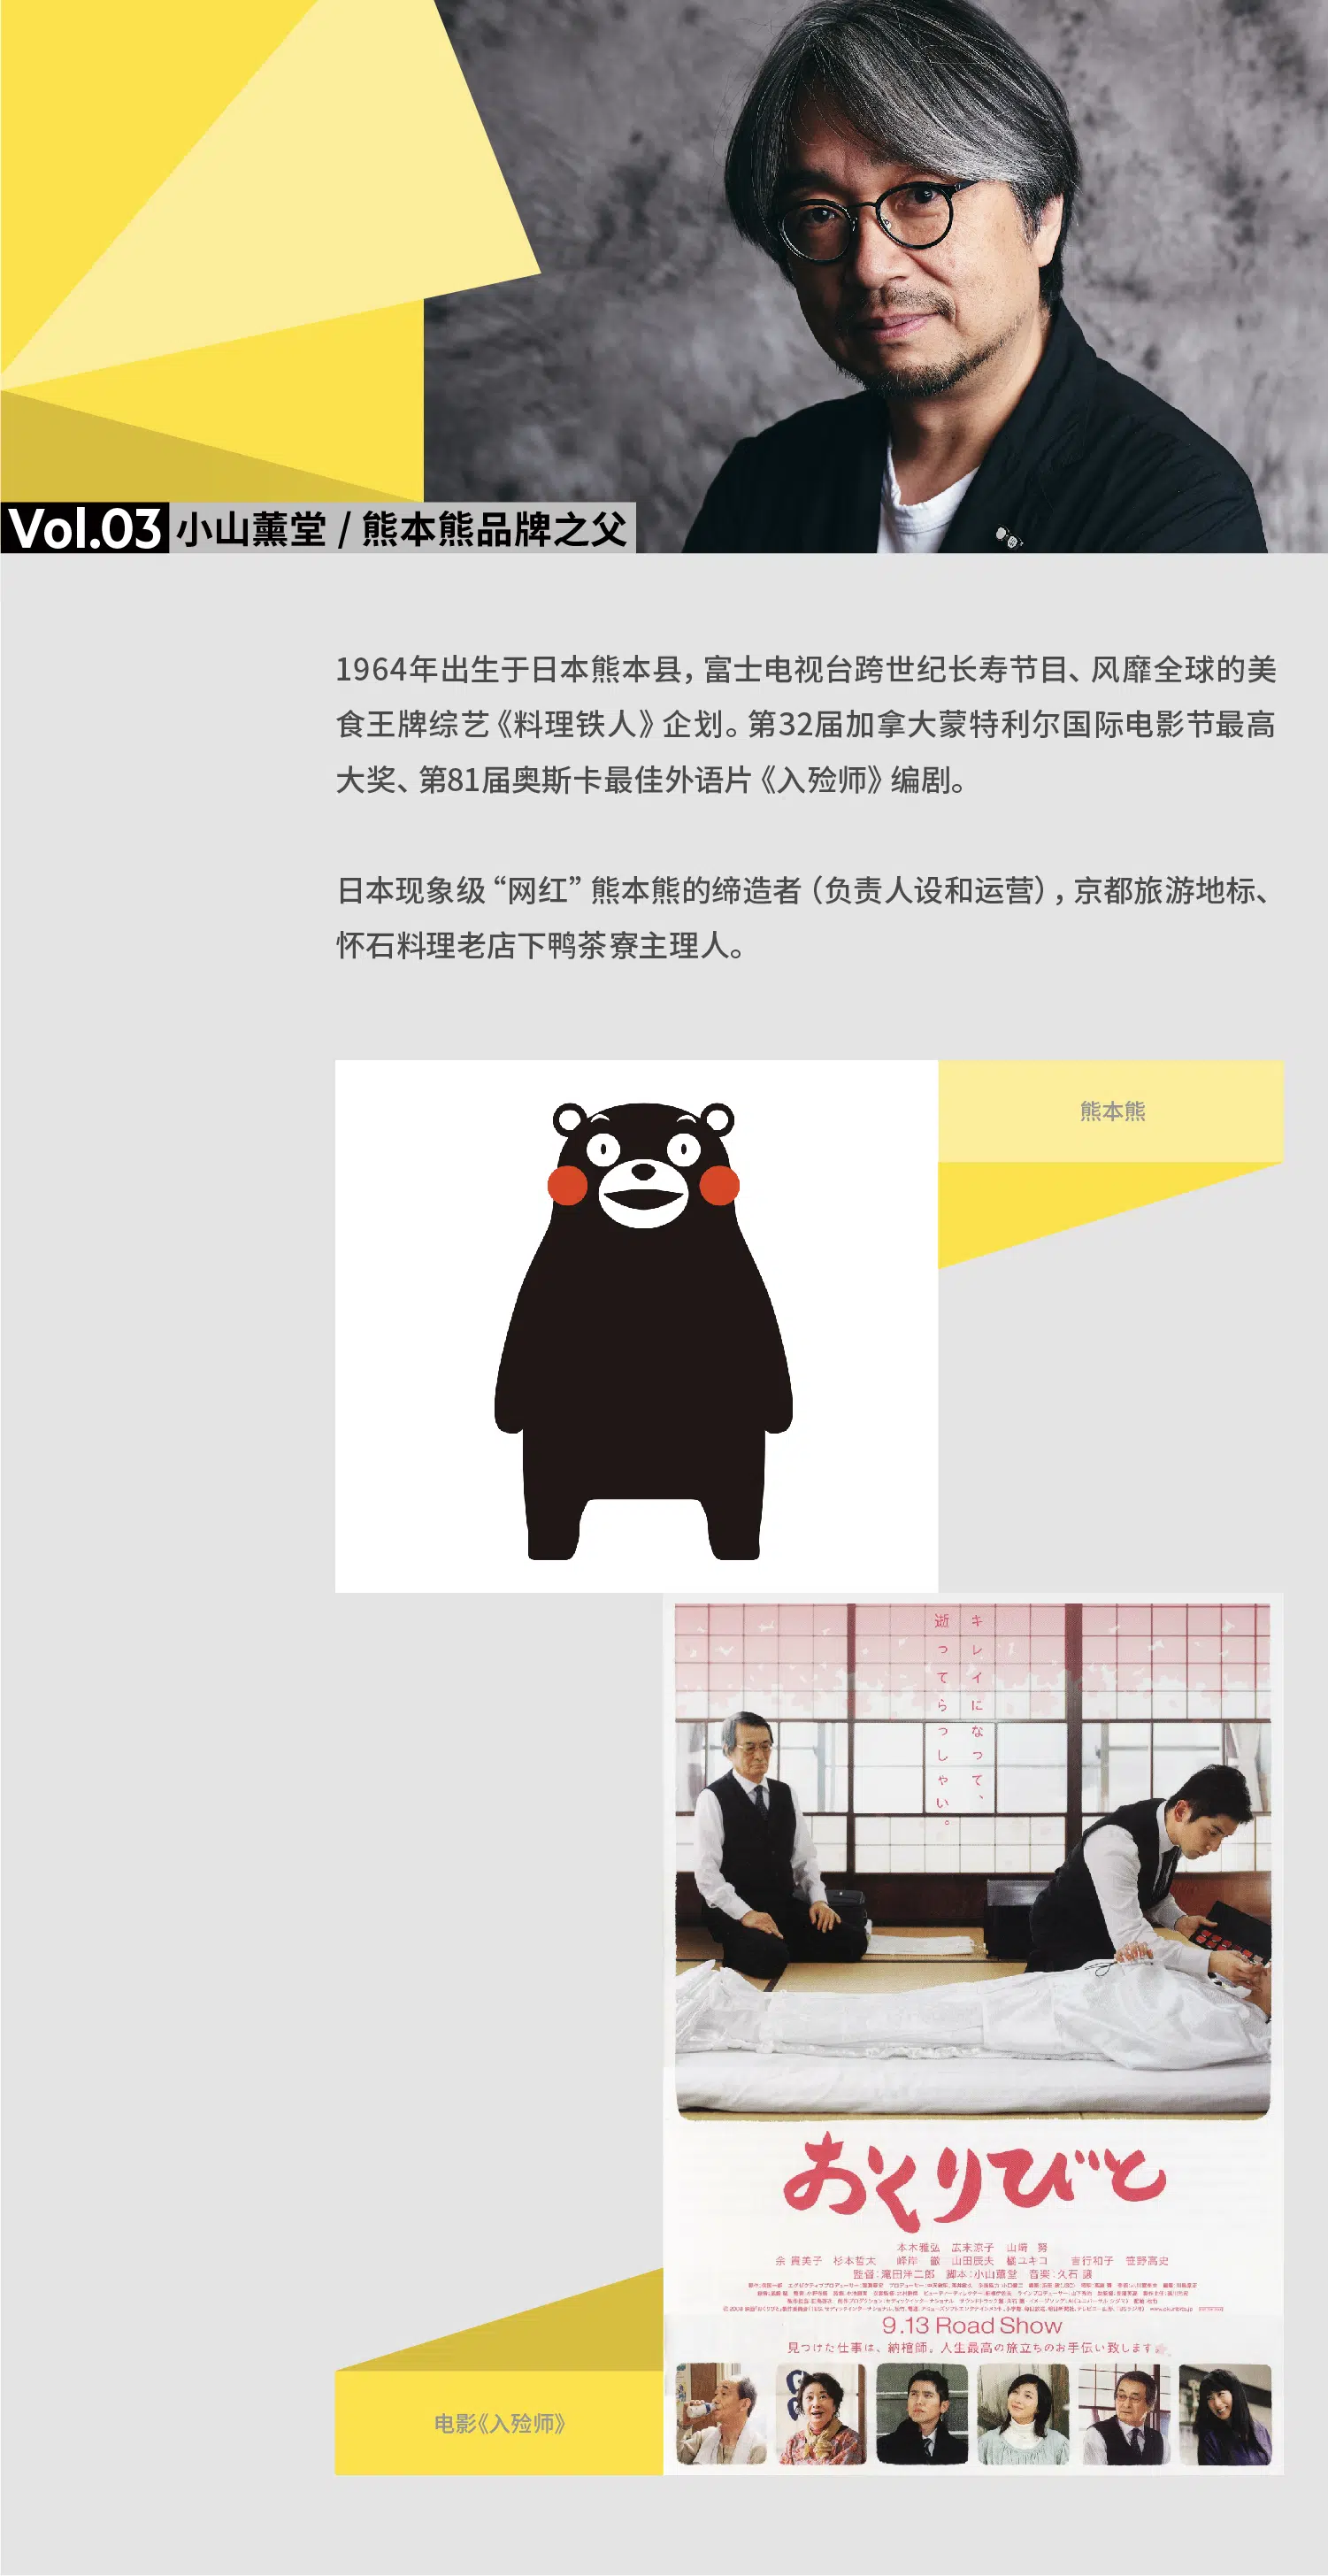 Vol.03 小山薫堂 / 熊本熊品牌之父
1964年出生于日本熊本县，富士电视台跨世纪长寿节目、风靡全球的美
食王牌综艺《料理铁人》企划。第32届加拿大蒙特利尔国际电影节最高
大奖、第81届奥斯卡最佳外语片《入殓师》编剧。
日本现象级“网红”熊本熊的缔造者（负责人设和运营），京都旅游地标、
怀石料理老店下鸭茶寮主理人。
熊本熊
キレイになって、
逝ってらっしゃい。
おくりびと
本木雅弘 広末涼子 山﨑 努
余 貴美子 杉本哲太 峰岸 徹 山田辰夫 橘ユキコ 吉行和子 笹野高史
監督：滝田洋二郎 脚本：小山薫堂 音楽：久石 譲
9.13 Road Show
見つけた仕事は、納棺師。人生最高の旅立ちのお手伝い致します
电影《入殓师》